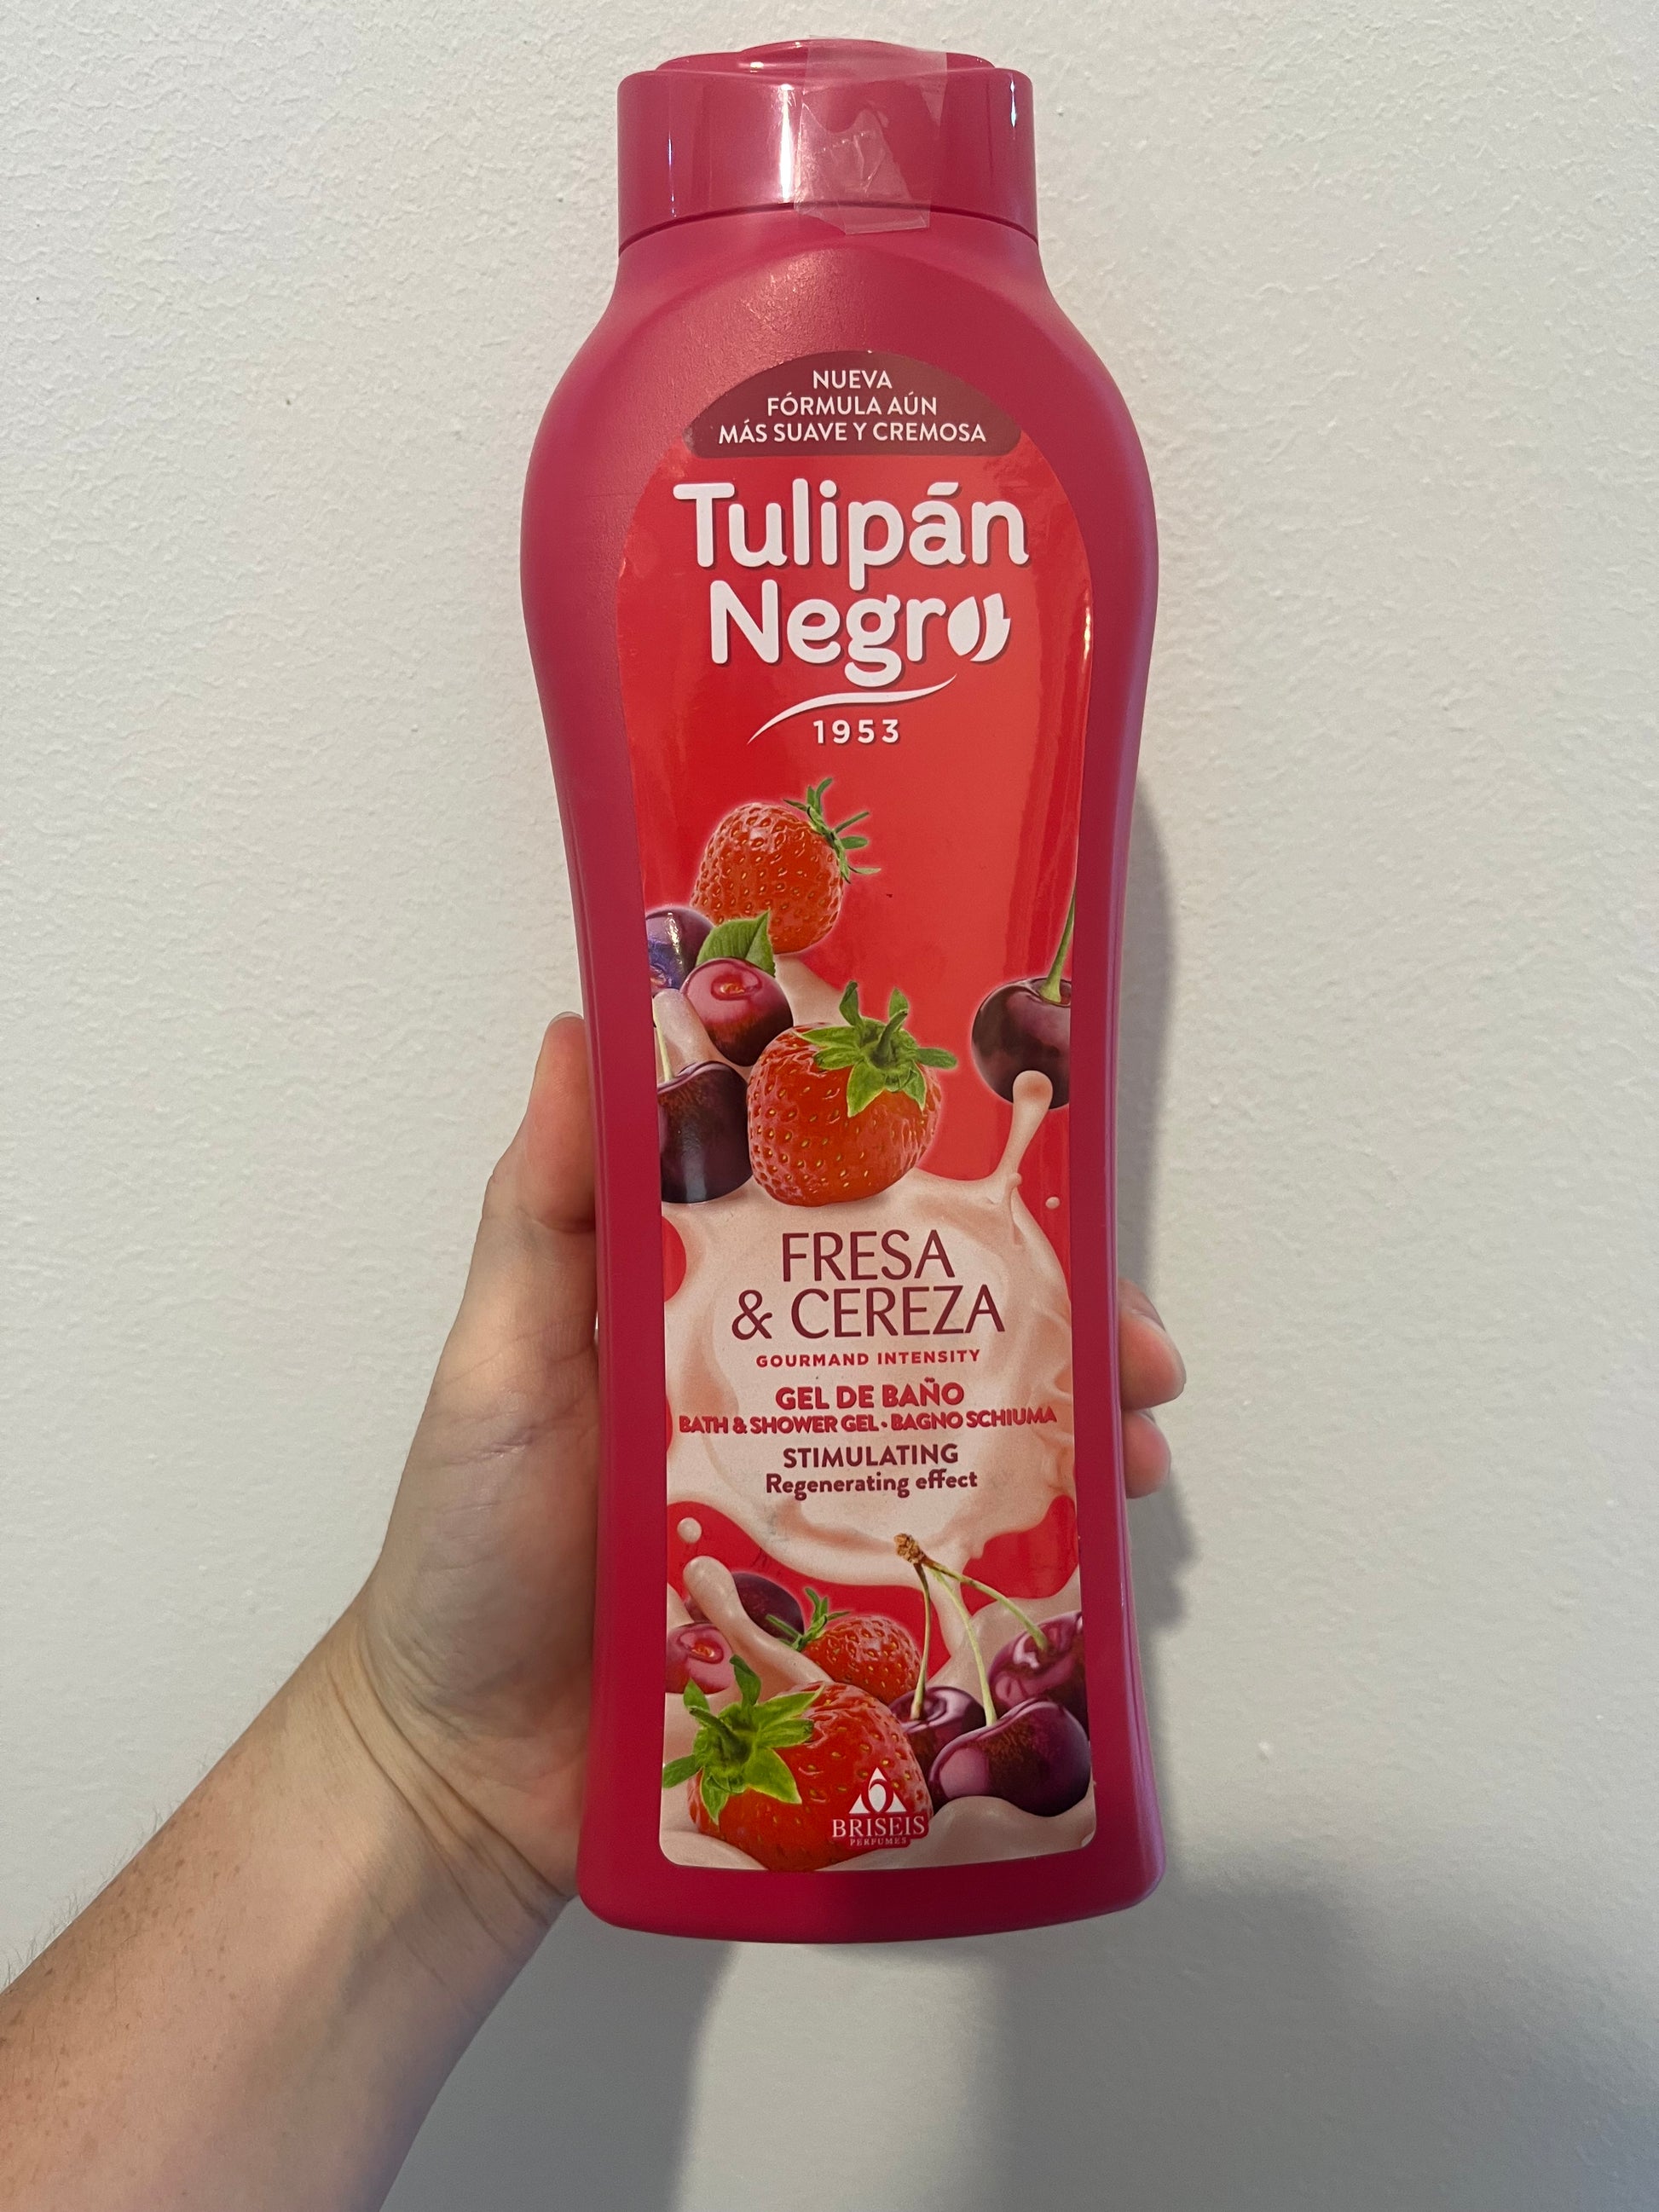 NUEVA
FÓRMULA AÚN
MÁS SUAVE Y CREMOSA
Tulipán
Negro
1953
FRESA
& CEREZA
GOURMAND INTENSITY
GEL DE BAÑO
BATH & SHOWER GEL • BAGNO SCHIUMA
STIMULATING
Regenerating effect
BRISEIS
PERFUMES